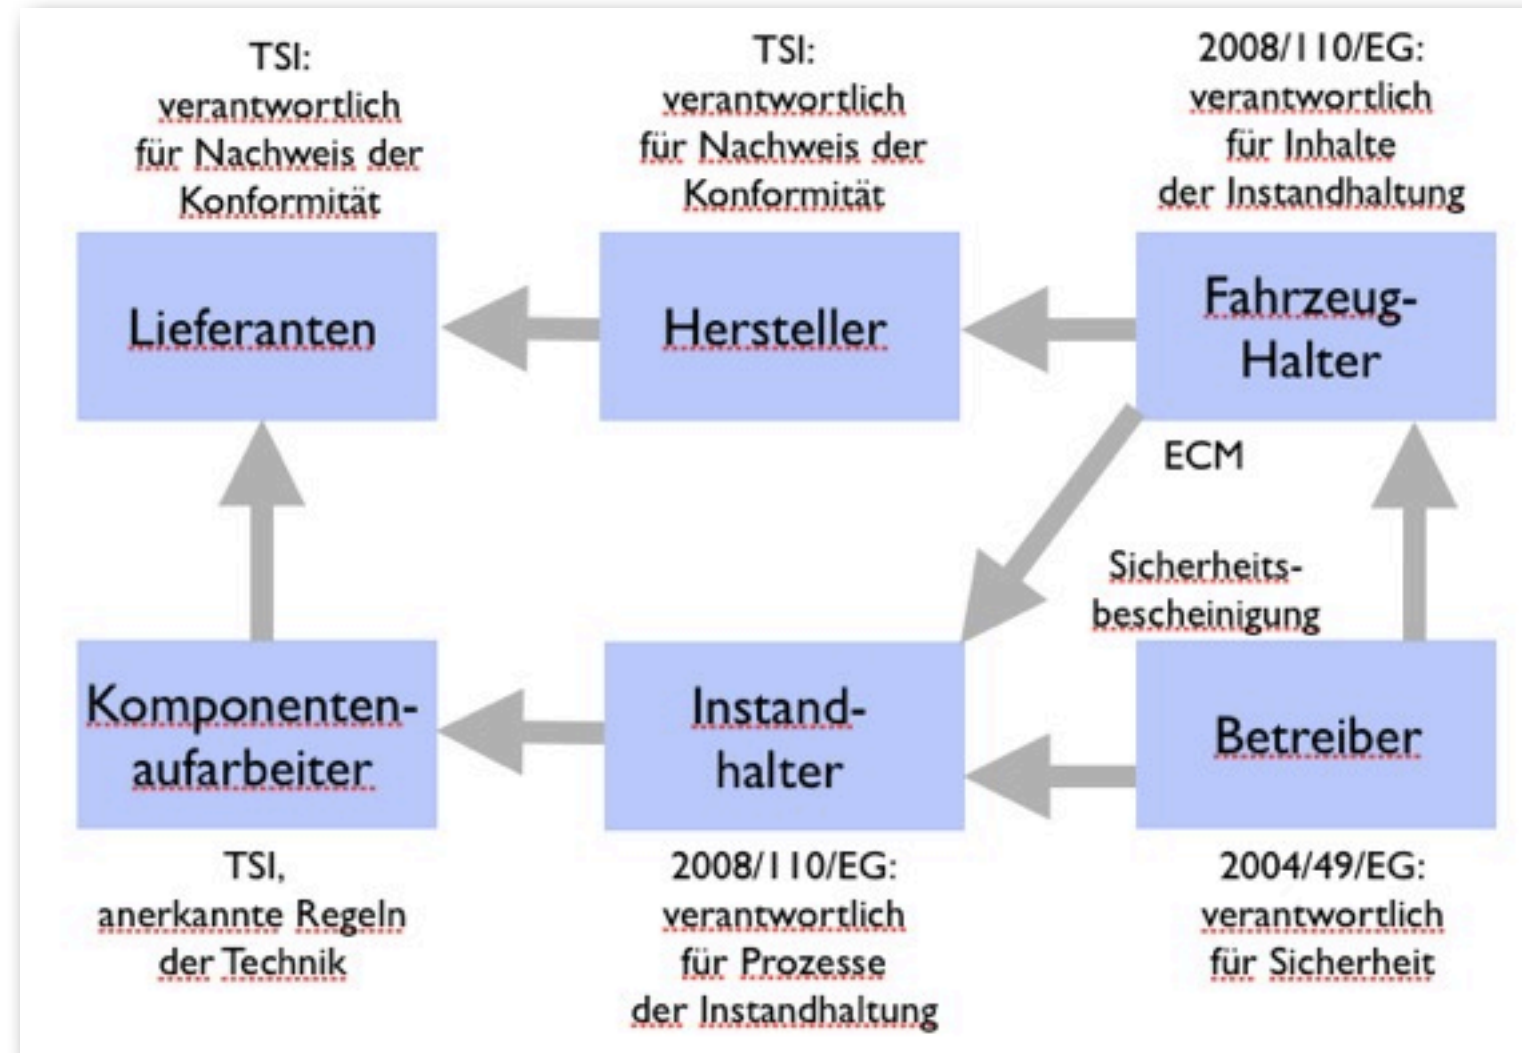 TSI:
verantwortlich
für Nachweis der
Konformität
TSI:
verantwortlich
für Nachweis der
Konformität
2008/110/EG:
verantwortlich
für Inhalte
der Instandhaltung
Lieferanten
Hersteller
Fahrzeug-
Halter
ECM
Sicherheits-
bescheinigung
Komponenten-
aufarbeiter
Instand-
halter
Betreiber
TSI,
anerkannte Regeln
der Technik
2008/110/EG:
verantwortlich
für Prozesse
der Instandhaltung
2004/49/EG:
verantwortlich
für Sicherheit